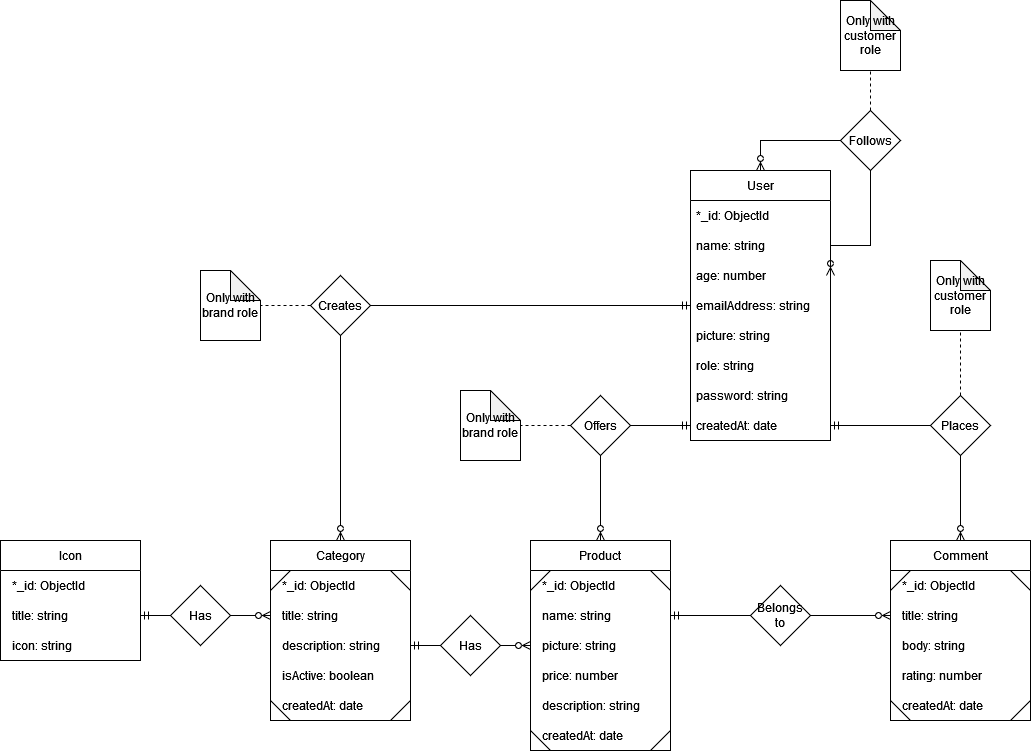 Only with
customer
role
Follows
User
*_id: ObjectId
name: string
age: number
emailAddress: string
picture: string
role: string
password: string
createdAt: date
Only with
brand role
Creates
Only with
customer
role
Only with
brand role
Offers
Places
Icon
*_id: ObjectId
title: string
icon: string
Has
Category
*_id: ObjectId
title: string
description: string
isActive: boolean
createdAt: date
Has
Product
*_id: ObjectId
name: string
picture: string
price: number
description: string
createdAt: date
Belongs
to
Comment
*_id: ObjectId
title: string
body: string
rating: number
createdAt: date